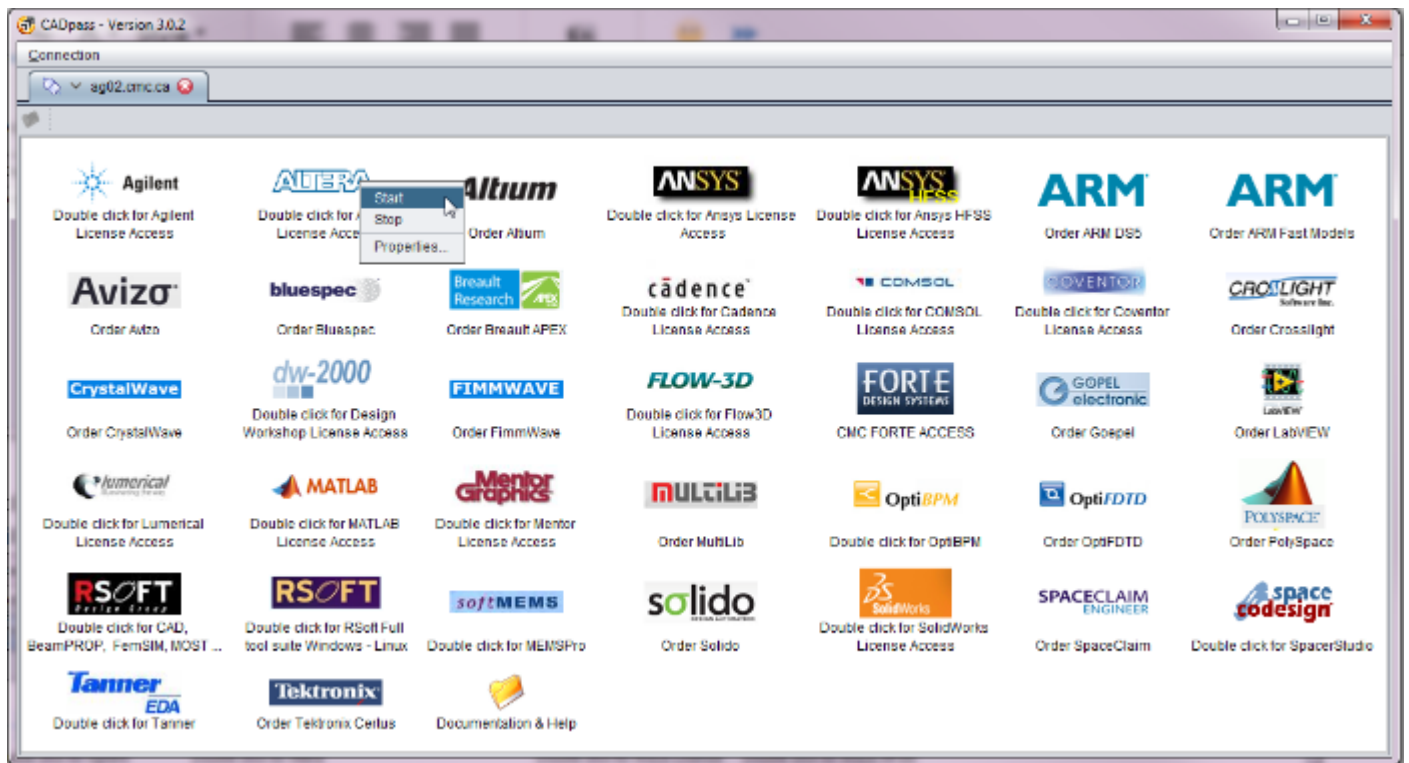 CADpass - Version 3.0.2
Connection
ag02.cmc.ca
Agilent
Double click for Agilent
License Access
ALTERA
Double click for
License Acce
Start
Stop
Properties...
Altium
Order Altium
ANSYS
Double click for Ansys License
Access
ANSYS
HFSS
Double click for Ansys HFSS
License Access
ARM
Order ARM DS5
ARM
Order ARM Fast Models
Avizo
Order Avizo
bluespec
Order Bluespec
Breault
Research
APEX
Order Breault APEX
cādence
Double click for Cadence
License Access
COMSOL
Double click for COMSOL
License Access
COVENTOR
Double click for Coventor
License Access
CROSSLIGHT
Software Inc.
Order Crosslight
CrystalWave
Order CrystalWave
dw-2000
Double click for Design
Workshop License Access
FIMMWAVE
Order FimmWave
FLOW-3D
Double click for Flow3D
License Access
FORTE
DESIGN SYSTEMS
CMC FORTE ACCESS
GOPEL
electronic
Order Goepel
LabVIEW
Order LabVIEW
lumerical
Double click for Lumerical
License Access
MATLAB
Double click for MATLAB
License Access
Mentor
Graphics
Double click for Mentor
License Access
MULTiLiB
Order MultiLib
OptiBPM
Double click for OptiBPM
OptiFDTD
Order OptiFDTD
POLYSPACE
Order PolySpace
RSOFT
Design Group
Double click for CAD,
BeamPROP, FemSIM, MOST ...
RSOFT
Double click for RSoft Full
tool suite Windows - Linux
softMEMS
Double click for MEMSPro
solido
DESIGN AUTOMATION
Order Solido
SolidWorks
Double click for SolidWorks
License Access
SPACECLAIM
ENGINEER
Order SpaceClaim
space
codesign
Double click for SpacerStudio
Tanner
EDA
Double click for Tanner
Tektronix
Order Tektronix Certus
Documentation & Help